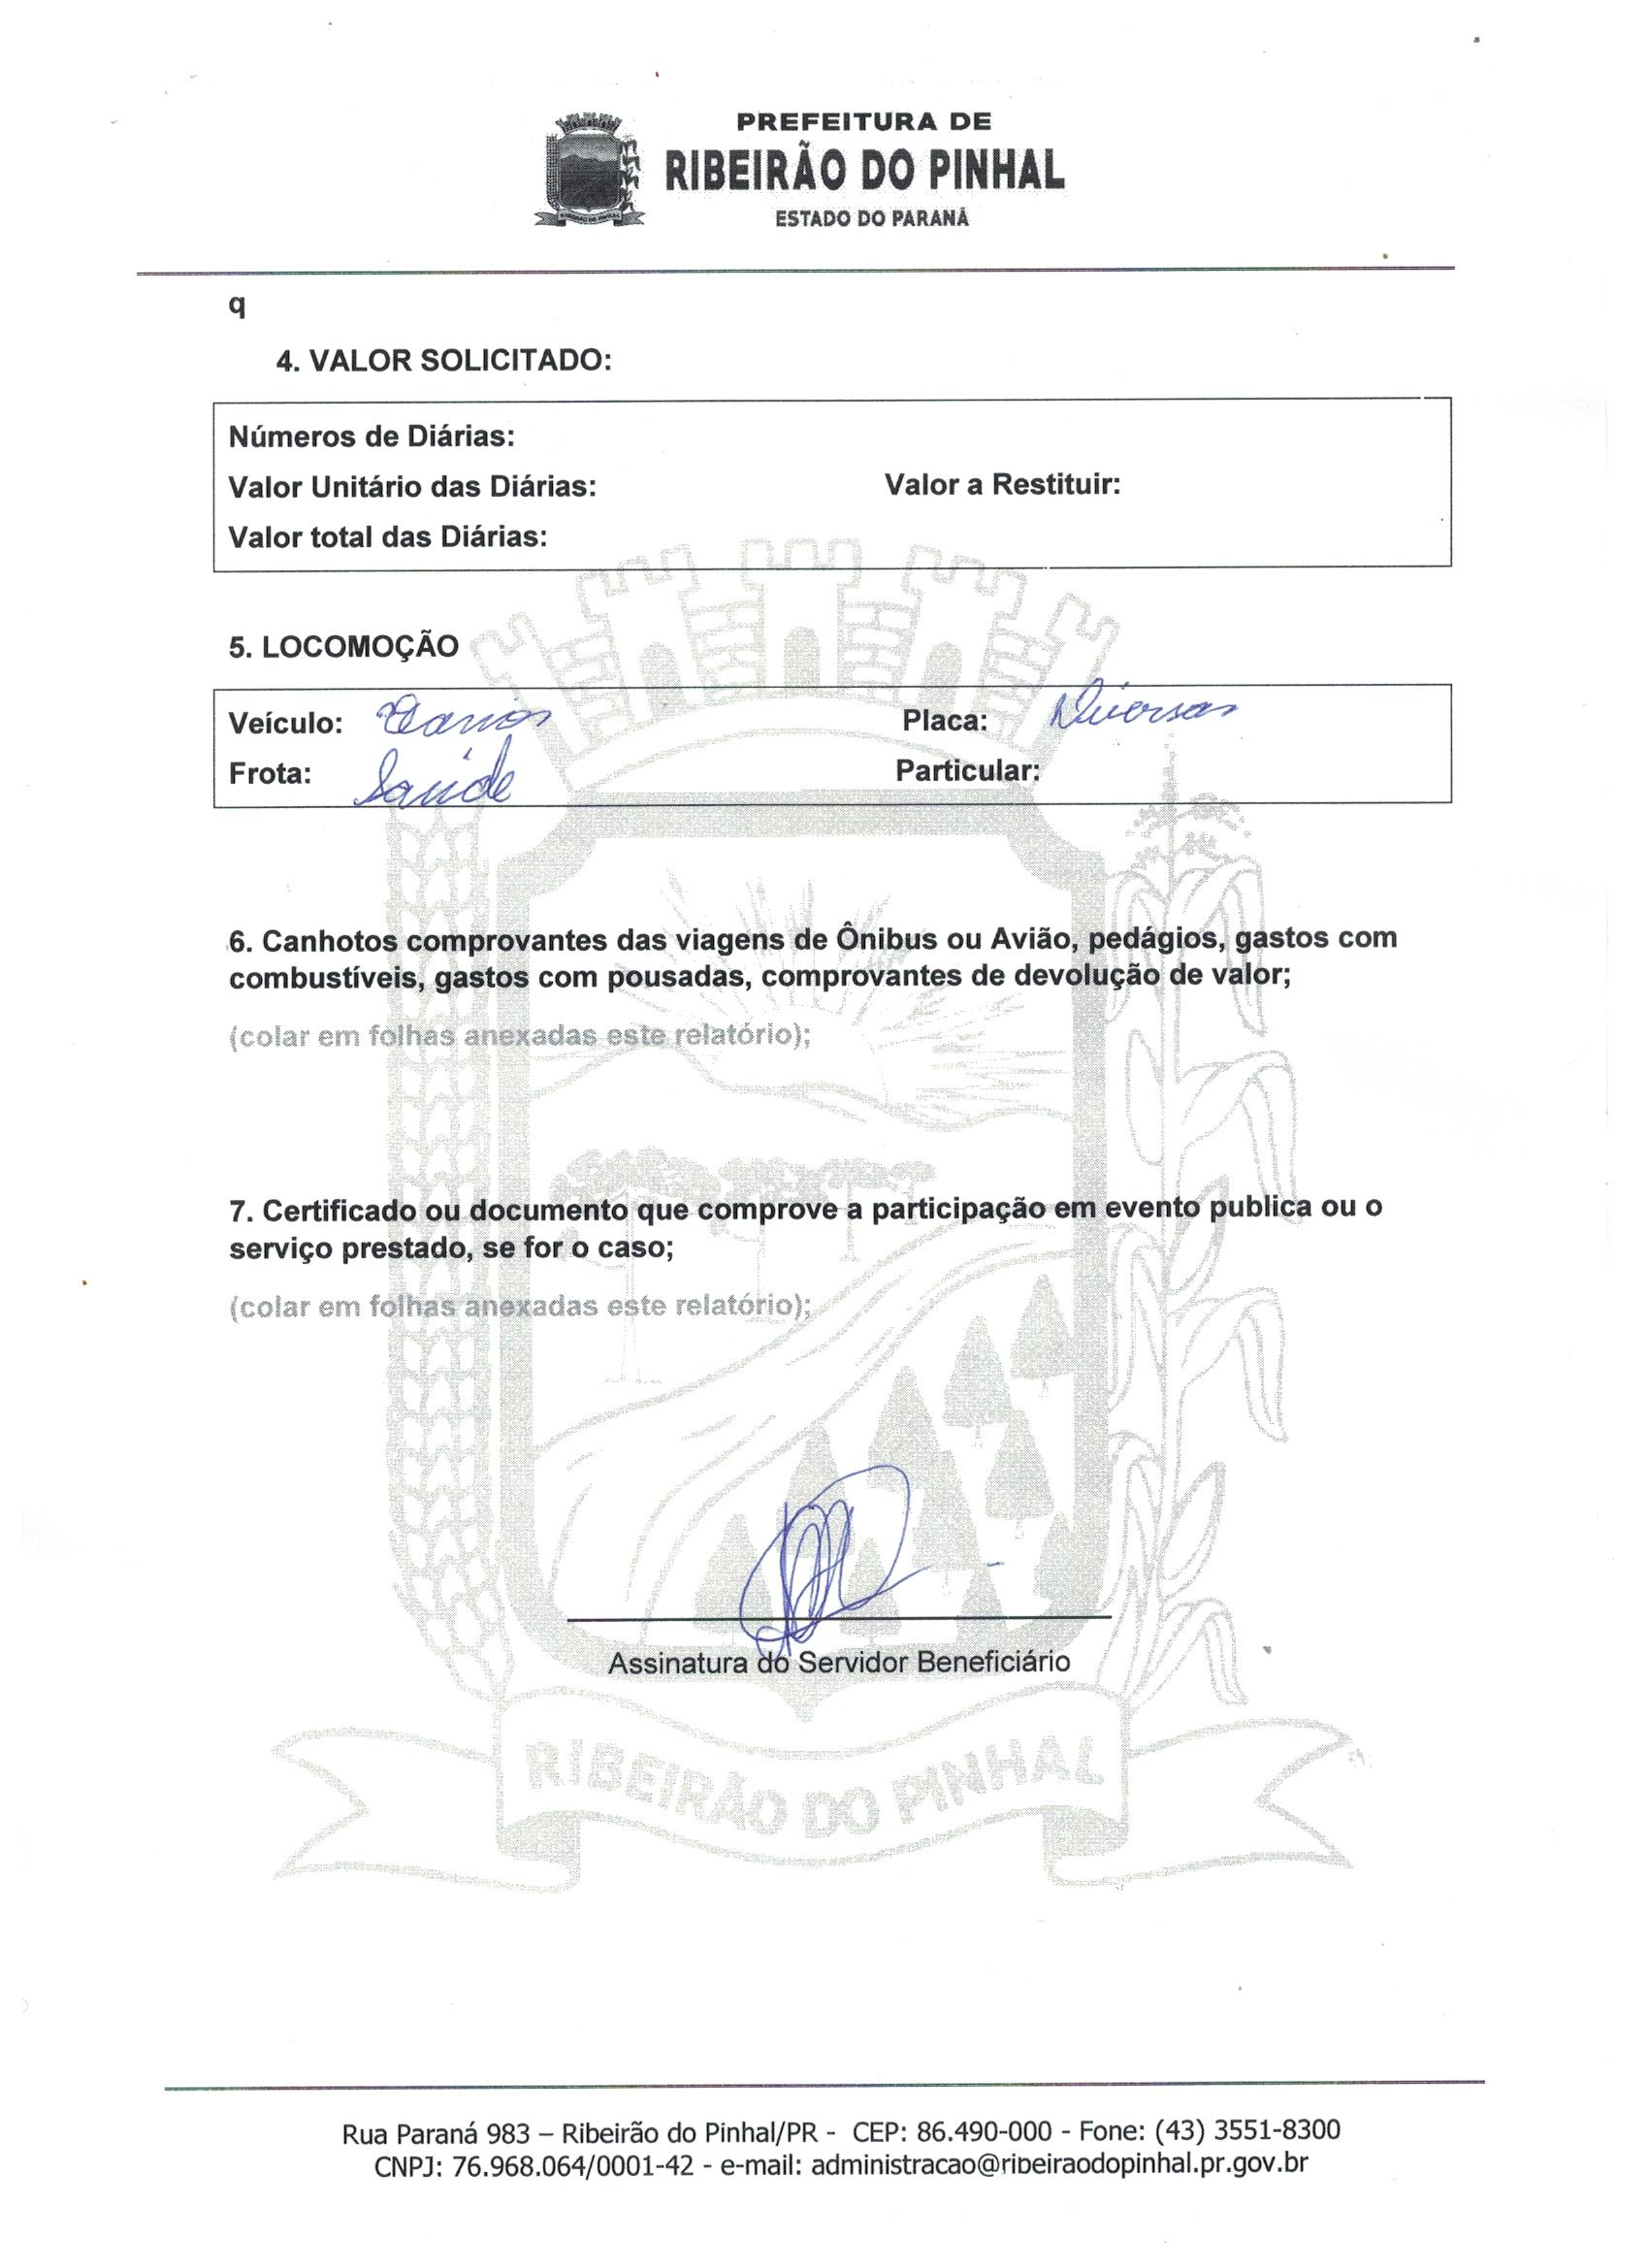 PREFEITURA DE
RIBEIRÃO DO PINHAL
ESTADO DO PARANÁ
q
4. VALOR SOLICITADO:
Números de Diárias:
Valor Unitário das Diárias: Valor a Restituir:
Valor total das Diárias:
5. LOCOMOÇÃO
Veículo: Placa: Diversas
Frota: Saúde Particular:
6. Canhotos comprovantes das viagens de Ônibus ou Avião, pedágios, gastos com
combustíveis, gastos com pousadas, comprovantes de devolução de valor;
(colar em folhas anexadas este relatório);
7. Certificado ou documento que comprove a participação em evento publica ou o
serviço prestado, se for o caso;
(colar em folhas anexadas este relatório);
Assinatura do Servidor Beneficiário
RIBEIRÃO DO PINHAL
Rua Paraná 983 – Ribeirão do Pinhal/PR - CEP: 86.490-000 - Fone: (43) 3551-8300
CNPJ: 76.968.064/0001-42 - e-mail: administracao@ribeiraodopinhal.pr.gov.br